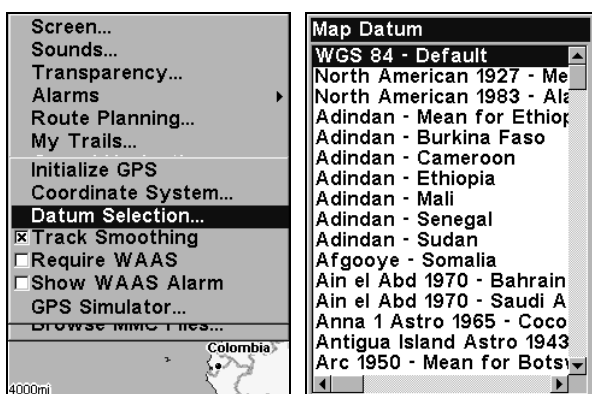 Screen...
Sounds...
Transparency...
Alarms
Route Planning...
My Trails...
Initialize GPS
Coordinate System...
Datum Selection...
Track Smoothing
Require WAAS
Show WAAS Alarm
GPS Simulator...
Browse MMC Files...
Colombia
4000mi
Map Datum
WGS 84 - Default
North American 1927 - Me
North American 1983 - Ala
Adindan - Mean for Ethiop
Adindan - Burkina Faso
Adindan - Cameroon
Adindan - Ethiopia
Adindan - Mali
Adindan - Senegal
Adindan - Sudan
Afgooye - Somalia
Ain el Abd 1970 - Bahrain
Ain el Abd 1970 - Saudi A
Anna 1 Astro 1965 - Coco
Antigua Island Astro 1943
Arc 1950 - Mean for Botsw